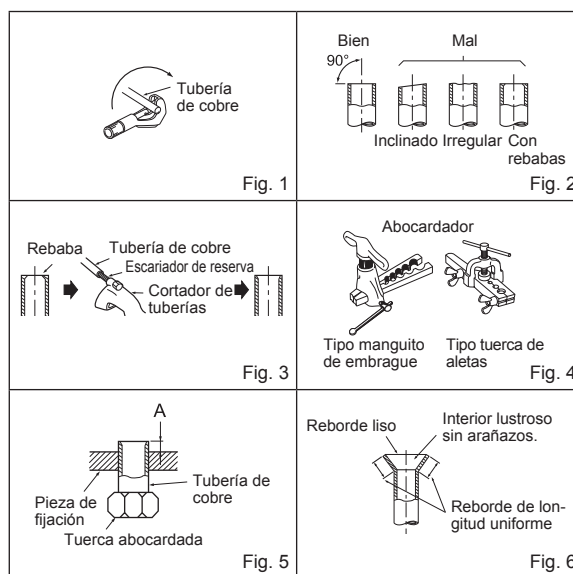 Tubería
de cobre
Fig. 1
Bien
Mal
90°
Inclinado
Irregular
Con
rebabas
Fig. 2
Rebaba
Tubería de cobre
Escariador de reserva
Cortador de
tuberías
Fig. 3
Abocardador
Tipo manguito
de embrague
Tipo tuerca de
aletas
Fig. 4
A
Tubería de
cobre
Pieza de
fijación
Tuerca abocardada
Fig. 5
Reborde liso
Interior lustroso
sin arañazos.
Reborde de lon-
gitud uniforme
Fig. 6